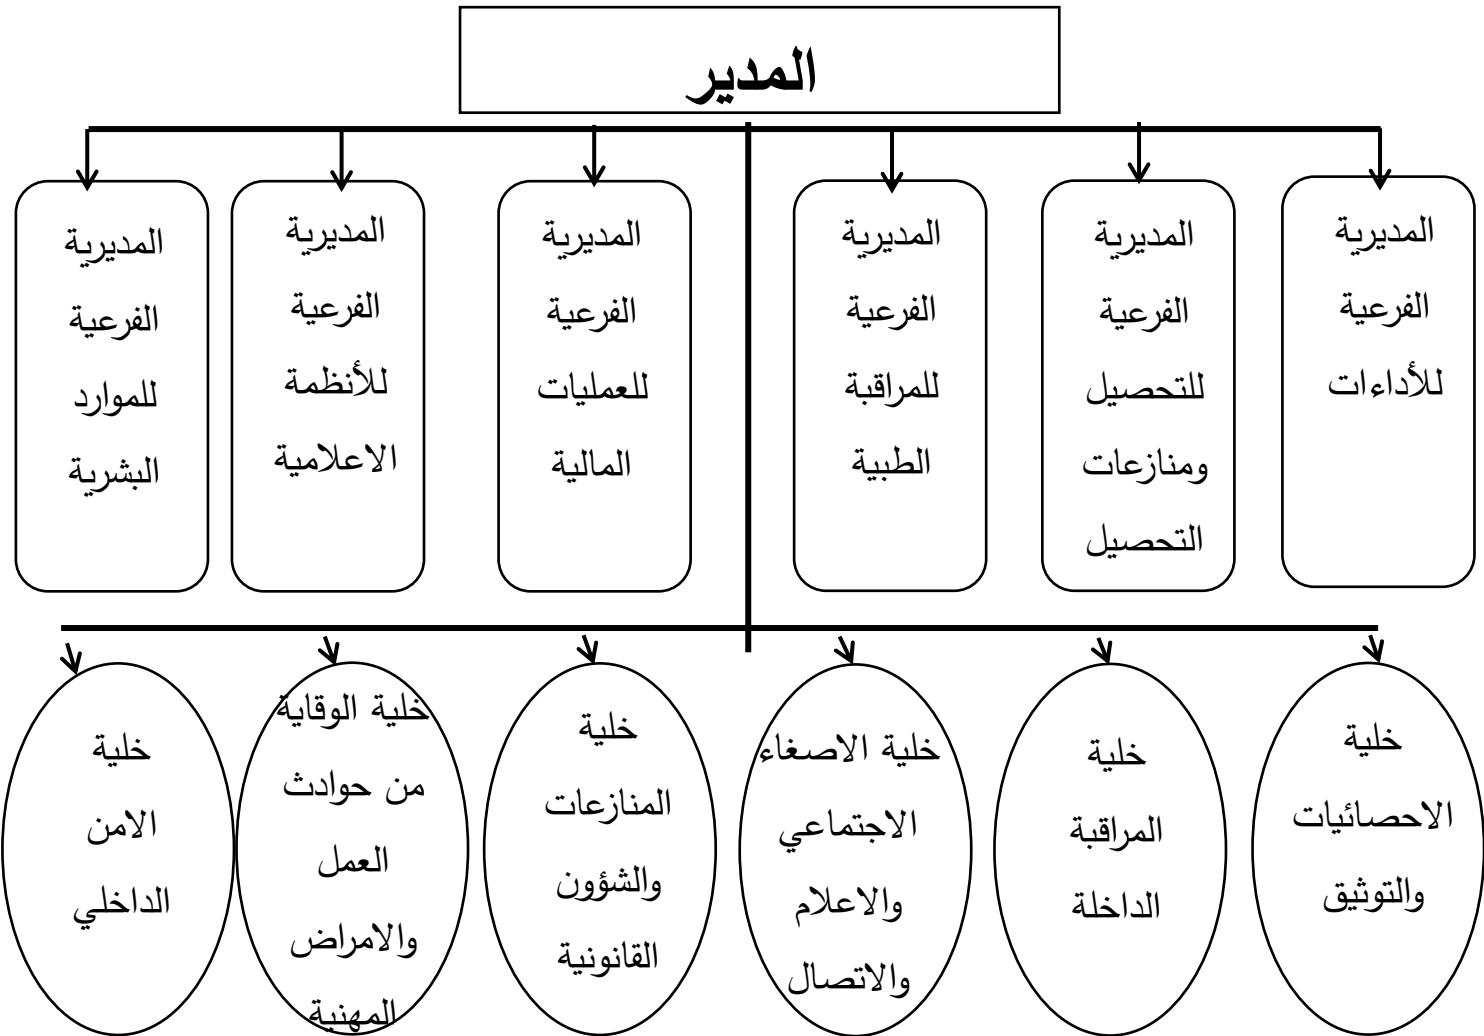 المدير
المديرية
الفرعية
للأداءات
المديرية
الفرعية
للتحصيل
ومنازعات
التحصيل
المديرية
الفرعية
للمراقبة
الطبية
المديرية
الفرعية
للعمليات
المالية
المديرية
الفرعية
للأنظمة
الاعلامية
المديرية
الفرعية
للموارد
البشرية
خلية
الاحصائيات
والتوثيق
خلية
المراقبة
الداخلة
خلية الاصغاء
الاجتماعي
والاعلام
والاتصال
خلية
المنازعات
والشؤون
القانونية
خلية الوقاية
من حوادث
العمل
والامراض
المهنية
خلية
الامن
الداخلي